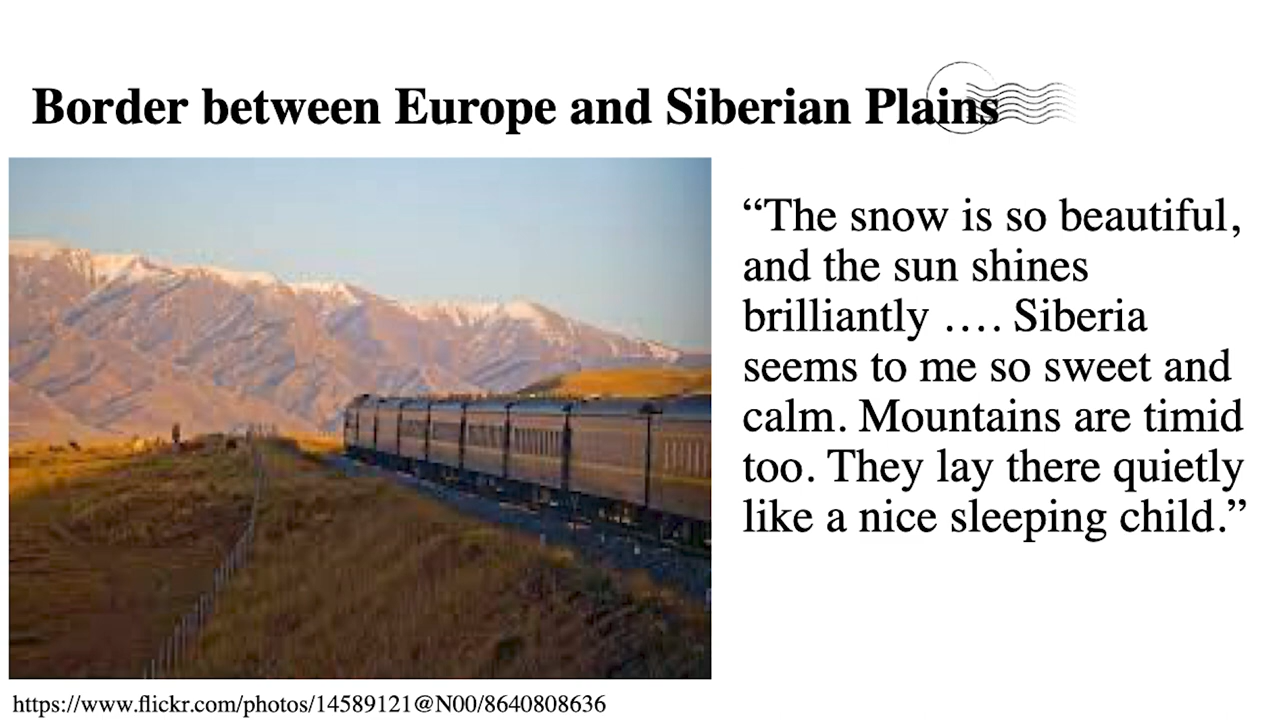 Border between Europe and Siberian Plains
“The snow is so beautiful,
and the sun shines
brilliantly .... Siberia
seems to me so sweet and
calm. Mountains are timid
too. They lay there quietly
like a nice sleeping child.”
https://www.flickr.com/photos/14589121@N00/8640808636